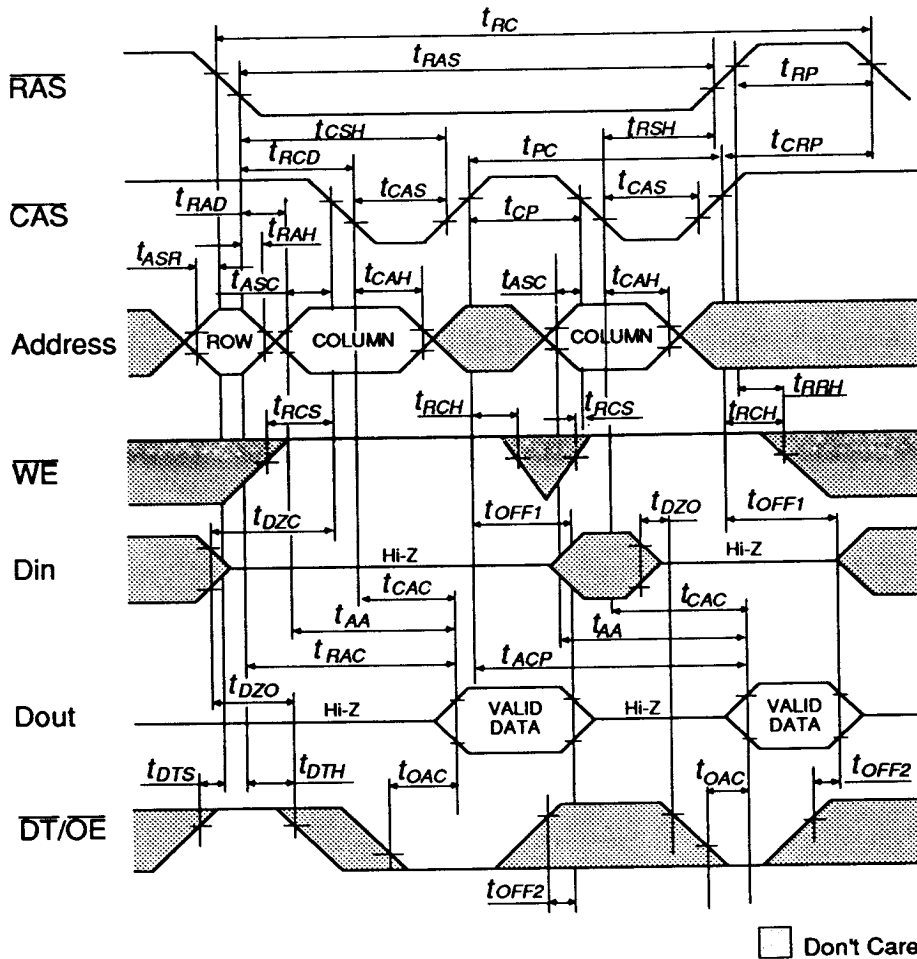 tRC
tRAS
RAS
tRP
tCSH
tRSH
tRCD
tPC
tCRP
tCAS
tCAS
CAS
tRAD
tCP
tRAH
tASR
tASC
tCAH
tASC
tCAH
Address
ROW
COLUMN
COLUMN
tRCS
tRCH
tRCS
tRRH
tRCH
WE
tDZC
tOFF1
tDZO
tOFF1
Din
Hi-Z
Hi-Z
tCAC
tCAC
tAA
tAA
tRAC
tACP
tDZO
Dout
Hi-Z
VALID
DATA
Hi-Z
VALID
DATA
tDTS
tDTH
tOAC
tOAC
tOFF2
DT/OE
tOFF2
Don't Care